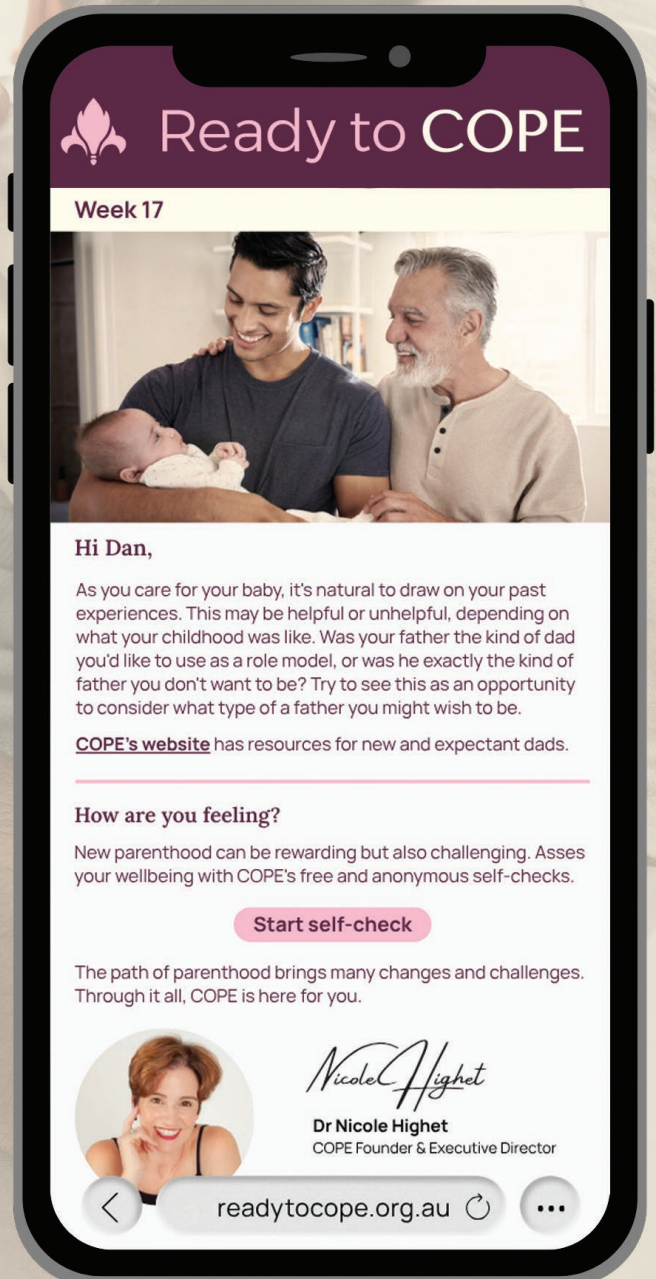 Ready to COPE
Week 17
Hi Dan,
As you care for your baby, it's natural to draw on your past
experiences. This may be helpful or unhelpful, depending on
what your childhood was like. Was your father the kind of dad
you'd like to use as a role model, or was he exactly the kind of
father you don't want to be? Try to see this as an opportunity
to consider what type of a father you might wish to be.
COPE's website has resources for new and expectant dads.
How are you feeling?
New parenthood can be rewarding but also challenging. Asses
your wellbeing with COPE's free and anonymous self-checks.
Start self-check
The path of parenthood brings many changes and challenges.
Through it all, COPE is here for you.
Nicole Highet
Dr Nicole Highet
COPE Founder & Executive Director
readytocope.org.au